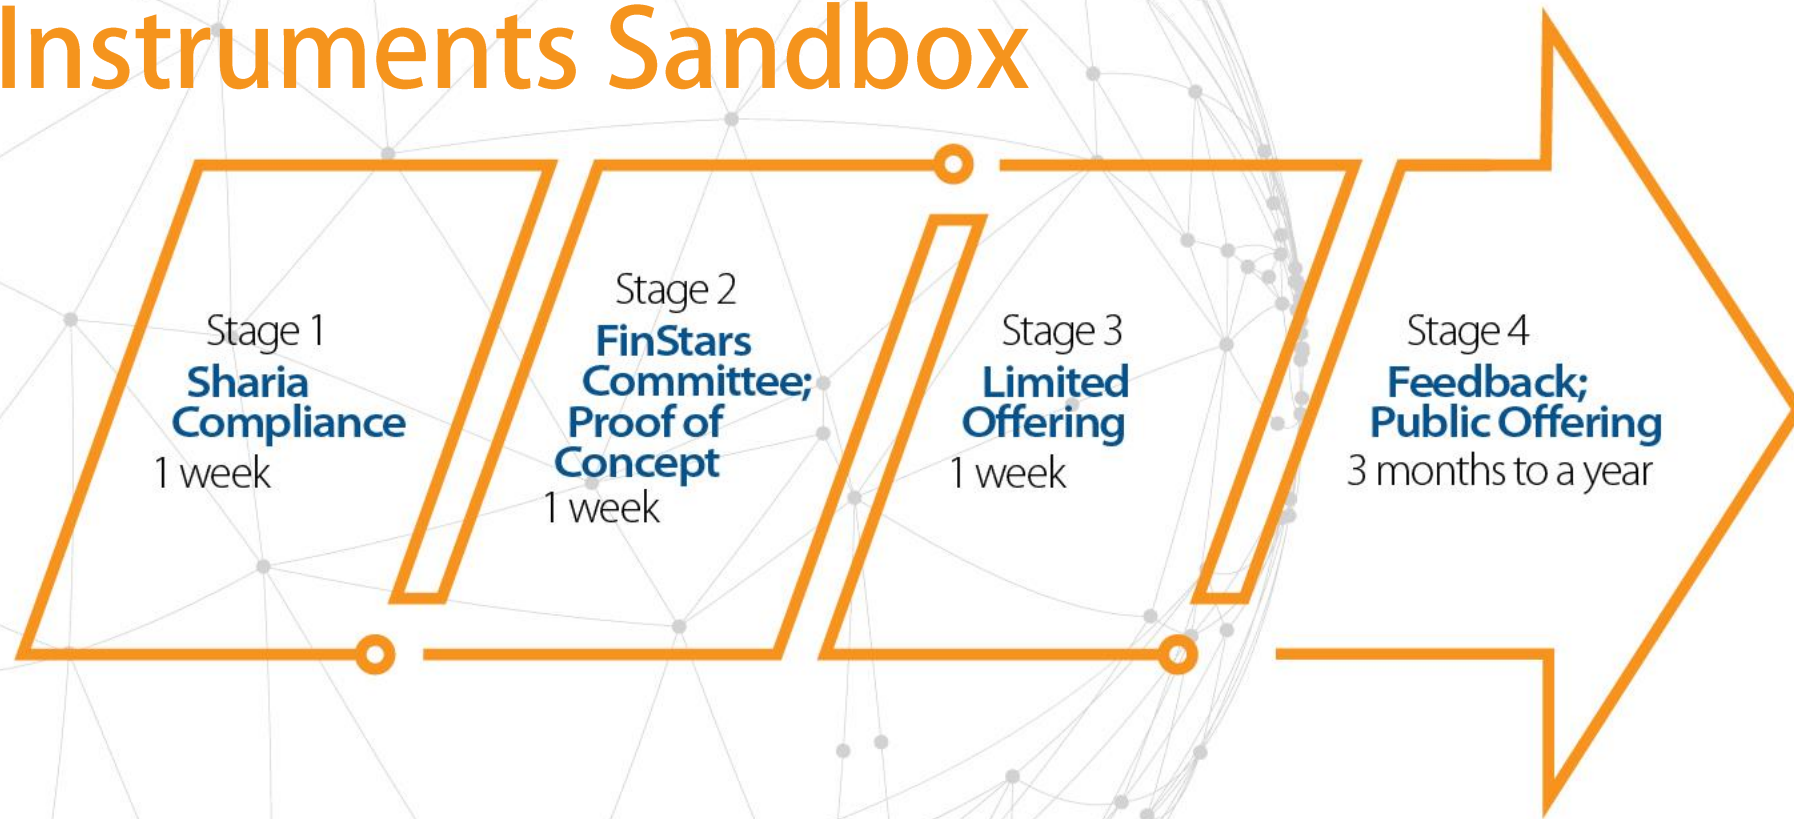 Instruments Sandbox
Stage 1
Sharia
Compliance
1 week
Stage 2
FinStars
Committee;
Proof of
Concept
1 week
Stage 3
Limited
Offering
1 week
Stage 4
Feedback;
Public Offering
3 months to a year